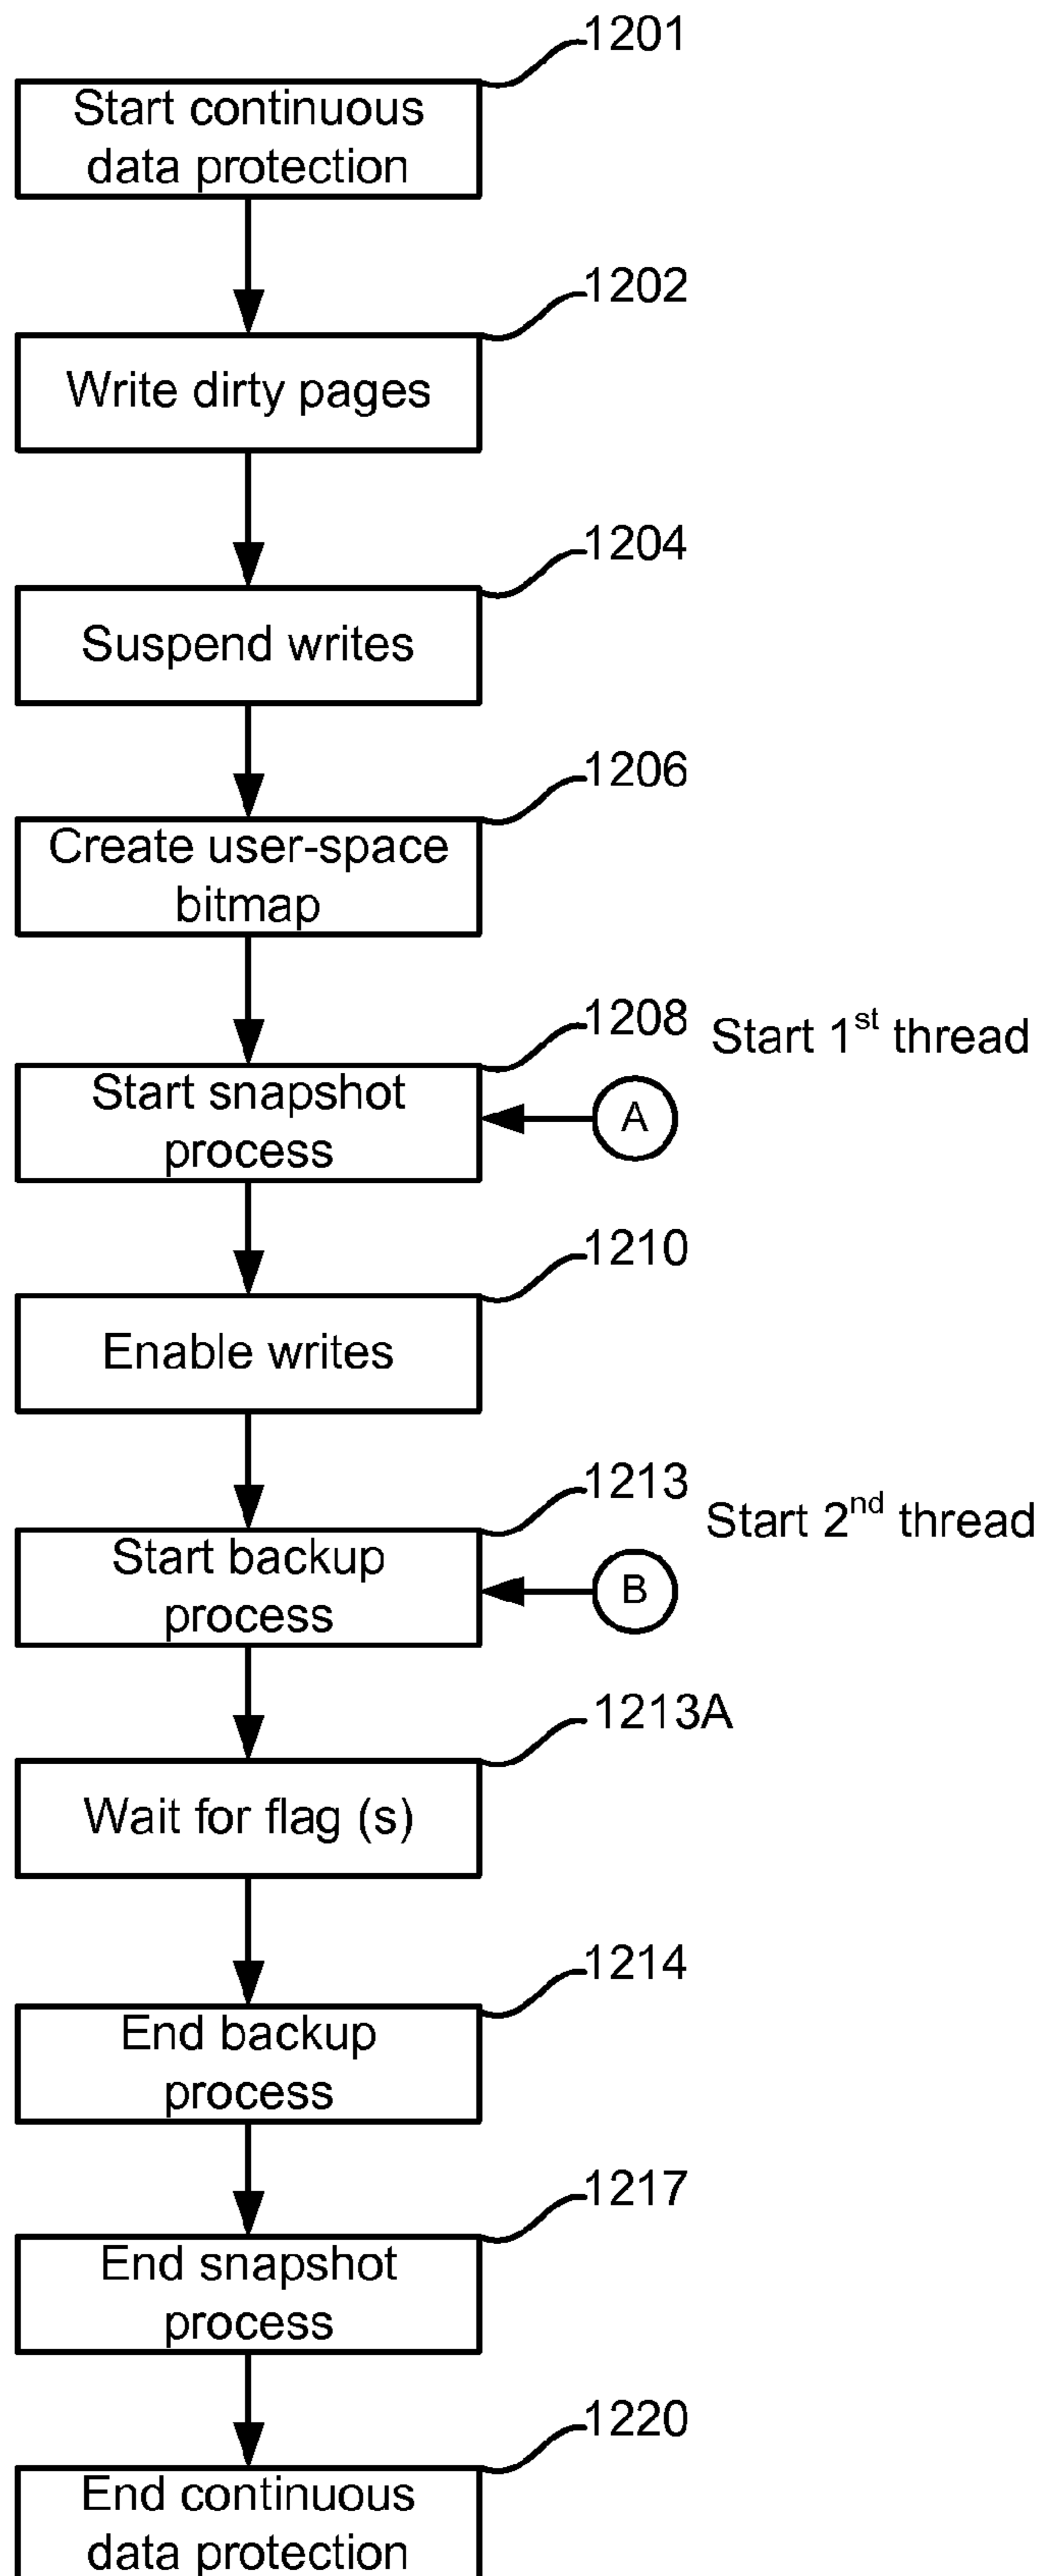 1201
Start continuous
data protection
1202
Write dirty pages
1204
Suspend writes
1206
Create user-space
bitmap
1208 Start 1st thread
Start snapshot
process
A
1210
Enable writes
1213
Start 2nd thread
Start backup
process
B
1213A
Wait for flag (s)
1214
End backup
process
1217
End snapshot
process
1220
End continuous
data protection